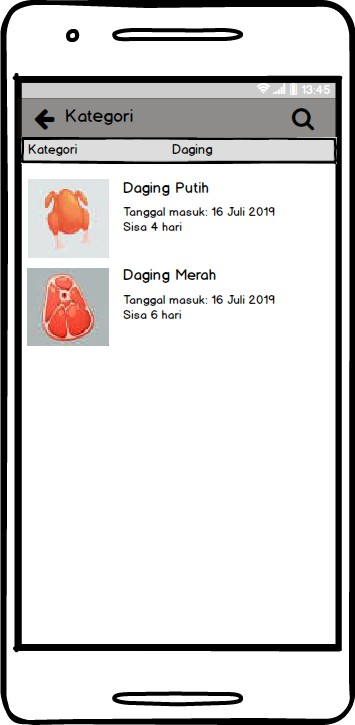 13:45
Kategori
Kategori Daging
Daging Putih
Tanggal masuk: 16 Juli 2019
Sisa 4 hari
Daging Merah
Tanggal masuk: 16 Juli 2019
Sisa 6 hari